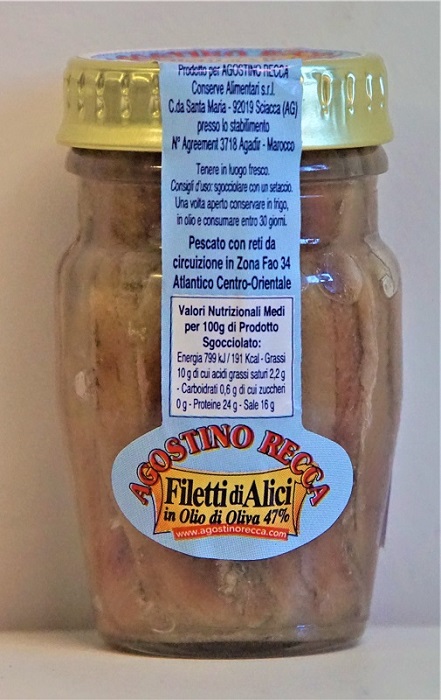 AGOSTINO RECCA
Prodotto per AGOSTINO RECCA
Conserve Alimentari s.r.l.
C.da Santa Maria - 92019 Sciacca (AG)
presso lo stabilimento
N° Agreement 3718 Agadir - Marocco
Tenere in luogo fresco.
Consigli d'uso: sgocciolare con un setaccio.
Una volta aperto conservare in frigo,
in olio e consumare entro 30 giorni.
Pescato con reti da
circuizione in Zona Fao 34
Atlantico Centro-Orientale
Valori Nutrizionali Medi
per 100g di Prodotto
Sgocciolato:
Energia 799 kJ / 191 Kcal - Grassi
10 g di cui acidi grassi saturi 2,2 g
- Carboidrati 0,6 g di cui zuccheri
0 g - Proteine 24 g - Sale 16 g
AGOSTINO RECCA
Filetti di Alici
in Olio di Oliva 47%
www.agostinorecca.com